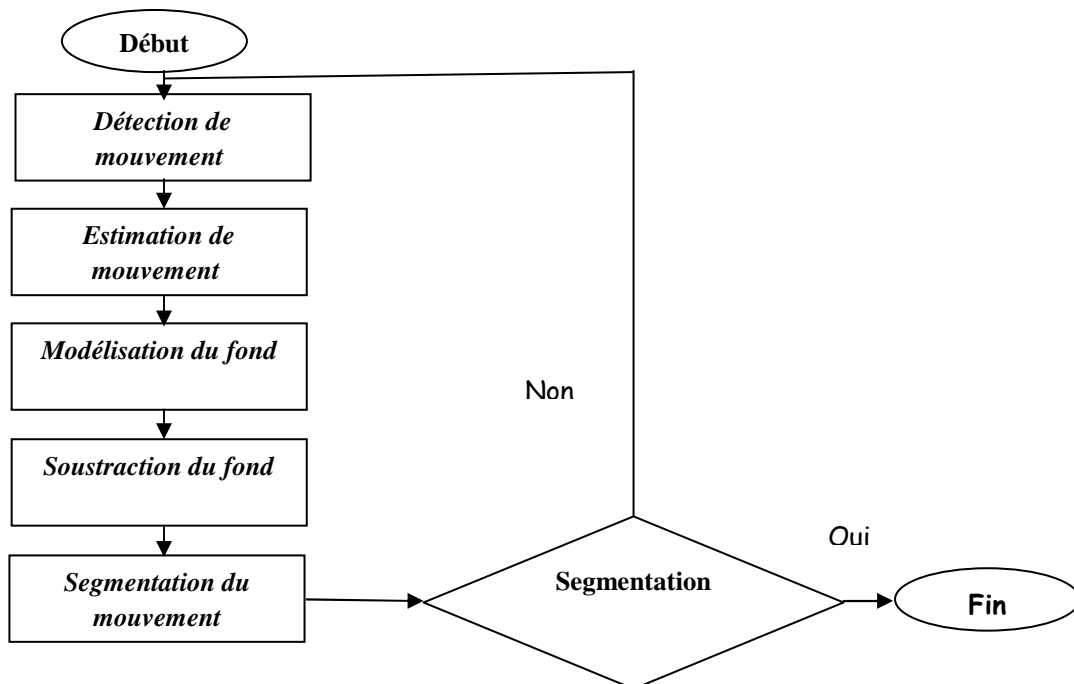 Début
Détection de
mouvement
Estimation de
mouvement
Modélisation du fond
Non
Soustraction du fond
Oui
Segmentation du
mouvement
Segmentation
Fin